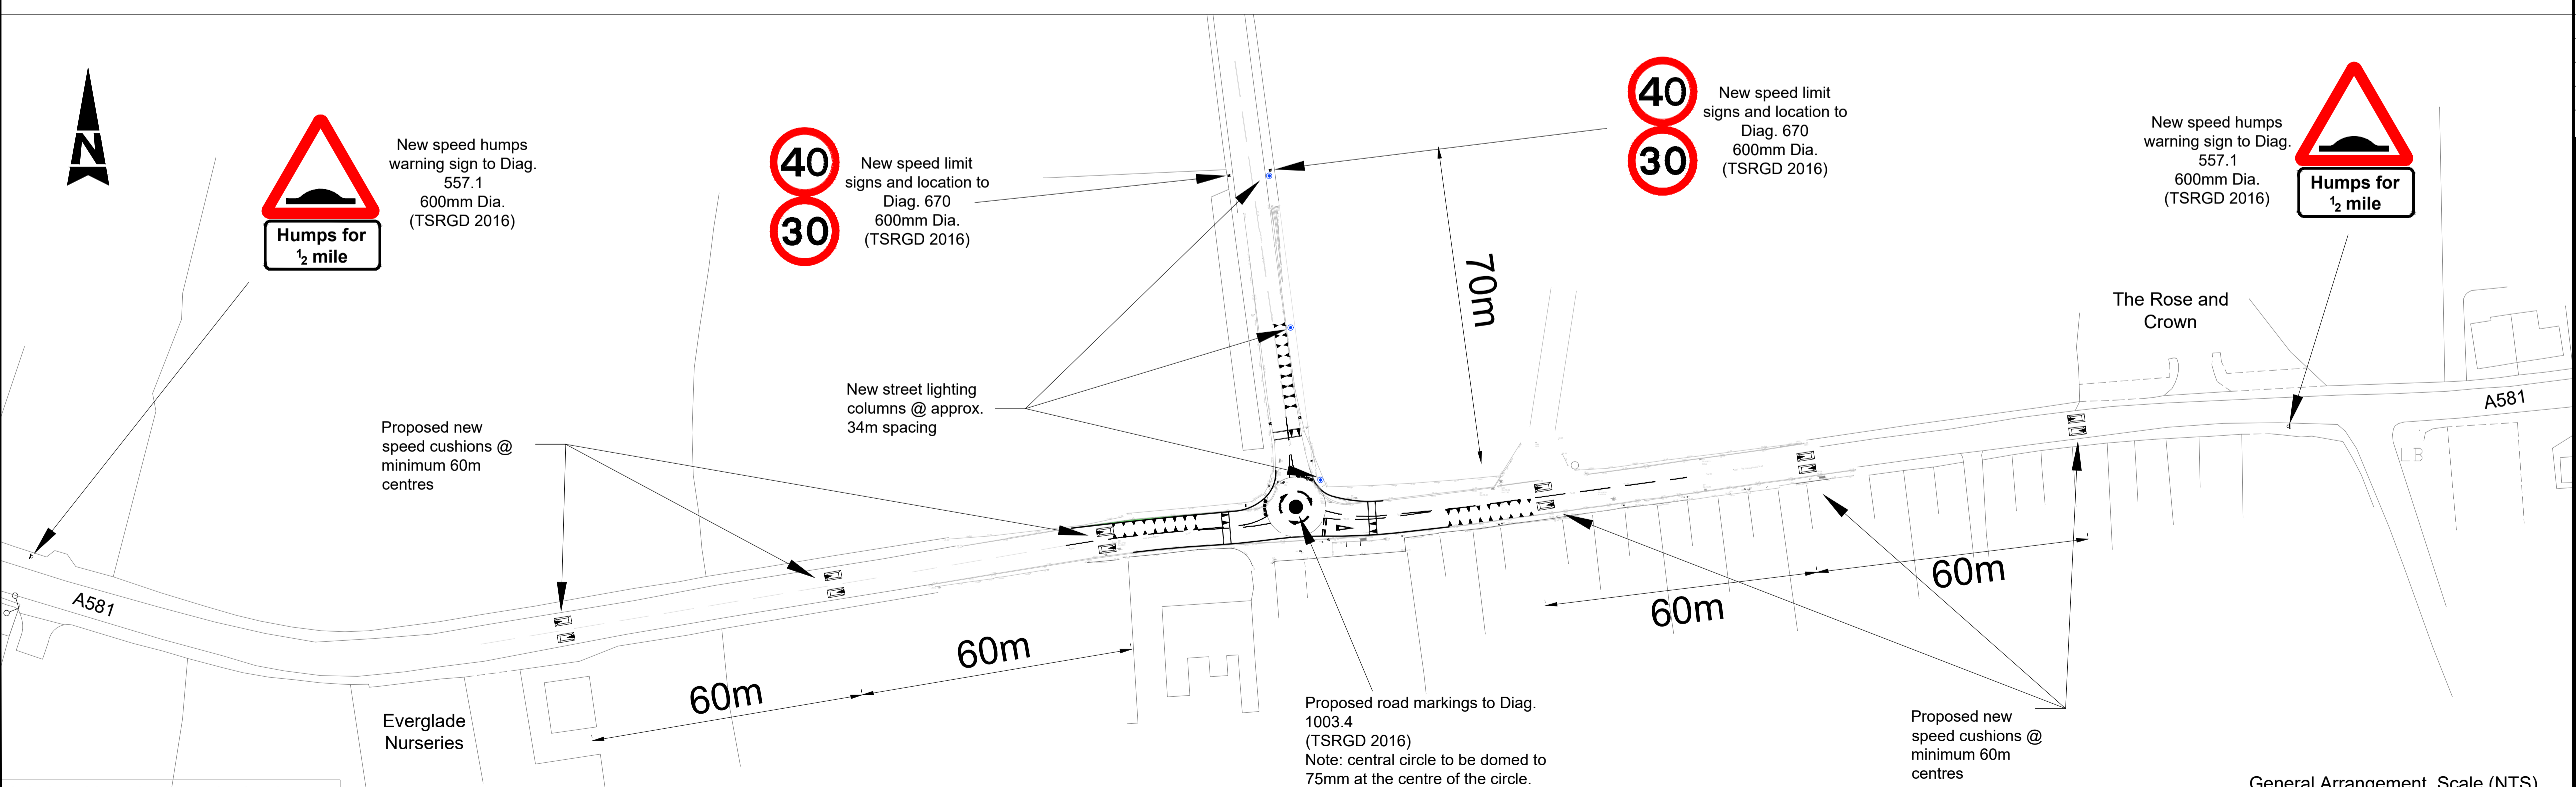 N
Humps for
1/2 mile
New speed humps
warning sign to Diag.
557.1
600mm Dia.
(TSRGD 2016)
40
30
New speed limit
signs and location to
Diag. 670
600mm Dia.
(TSRGD 2016)
40
30
New speed limit
signs and location to
Diag. 670
600mm Dia.
(TSRGD 2016)
New speed humps
warning sign to Diag.
557.1
600mm Dia.
(TSRGD 2016)
Humps for
1/2 mile
70m
The Rose and
Crown
New street lighting
columns @ approx.
34m spacing
Proposed new
speed cushions @
minimum 60m
centres
A581
LB
A581
60m
60m
60m
60m
Everglade
Nurseries
Proposed road markings to Diag.
1003.4
(TSRGD 2016)
Note: central circle to be domed to
75mm at the centre of the circle.
Proposed new
speed cushions @
minimum 60m
centres
General Arrangement Scale (NTS)